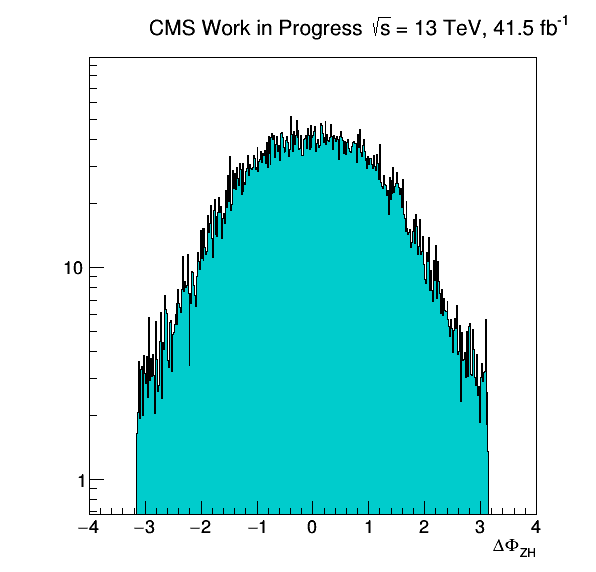 CMS Work in Progress √s = 13 TeV, 41.5 fb⁻¹
10
1
−4 −3 −2 −1 0 1 2 3 4
ΔΦ_ZH